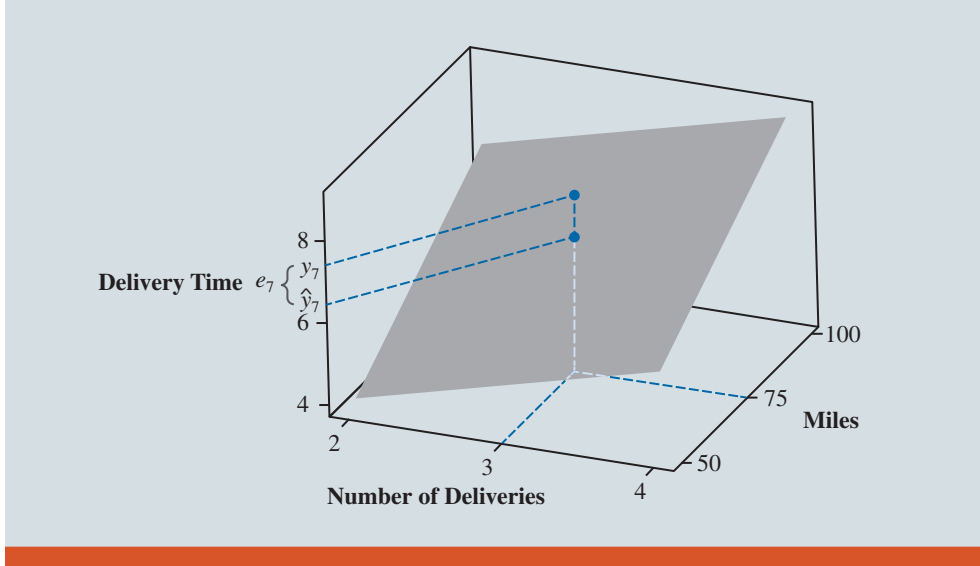 8
Delivery Time e₇ { y₇
ŷ₇
6
4
2
3
4
Number of Deliveries
50
75
100
Miles